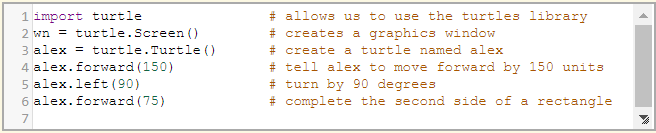 1 import turtle                # allows us to use the turtles library
2 wn = turtle.Screen()         # creates a graphics window
3 alex = turtle.Turtle()       # create a turtle named alex
4 alex.forward(150)            # tell alex to move forward by 150 units
5 alex.left(90)                # turn by 90 degrees
6 alex.forward(75)             # complete the second side of a rectangle
7